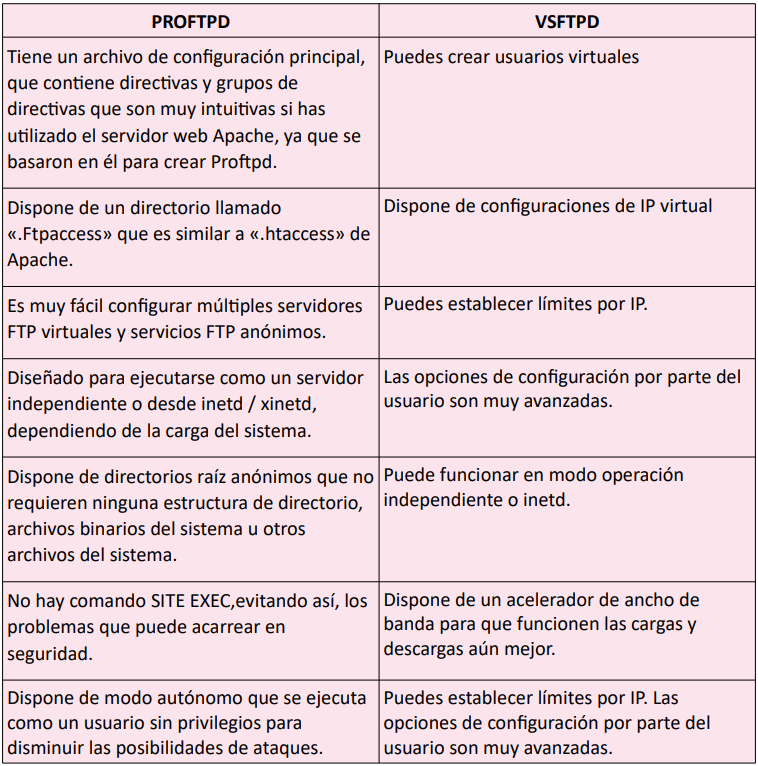 PROFTPD
VSFTPD
Tiene un archivo de configuración principal,
que contiene directivas y grupos de
directivas que son muy intuitivas si has
utilizado el servidor web Apache, ya que se
basaron en él para crear Proftpd.
Puedes crear usuarios virtuales
Dispone de un directorio llamado
«.Ftpaccess» que es similar a «.htaccess» de
Apache.
Dispone de configuraciones de IP virtual
Es muy fácil configurar múltiples servidores
FTP virtuales y servicios FTP anónimos.
Puedes establecer límites por IP.
Diseñado para ejecutarse como un servidor
independiente o desde inetd / xinetd,
dependiendo de la carga del sistema.
Las opciones de configuración por parte del
usuario son muy avanzadas.
Dispone de directorios raíz anónimos que no
requieren ninguna estructura de directorio,
archivos binarios del sistema u otros
archivos del sistema.
Puede funcionar en modo operación
independiente o inetd.
No hay comando SITE EXEC,evitando así, los
problemas que puede acarrear en
seguridad.
Dispone de un acelerador de ancho de
banda para que funcionen las cargas y
descargas aún mejor.
Dispone de modo autónomo que se ejecuta
como un usuario sin privilegios para
disminuir las posibilidades de ataques.
Puedes establecer límites por IP. Las
opciones de configuración por parte del
usuario son muy avanzadas.